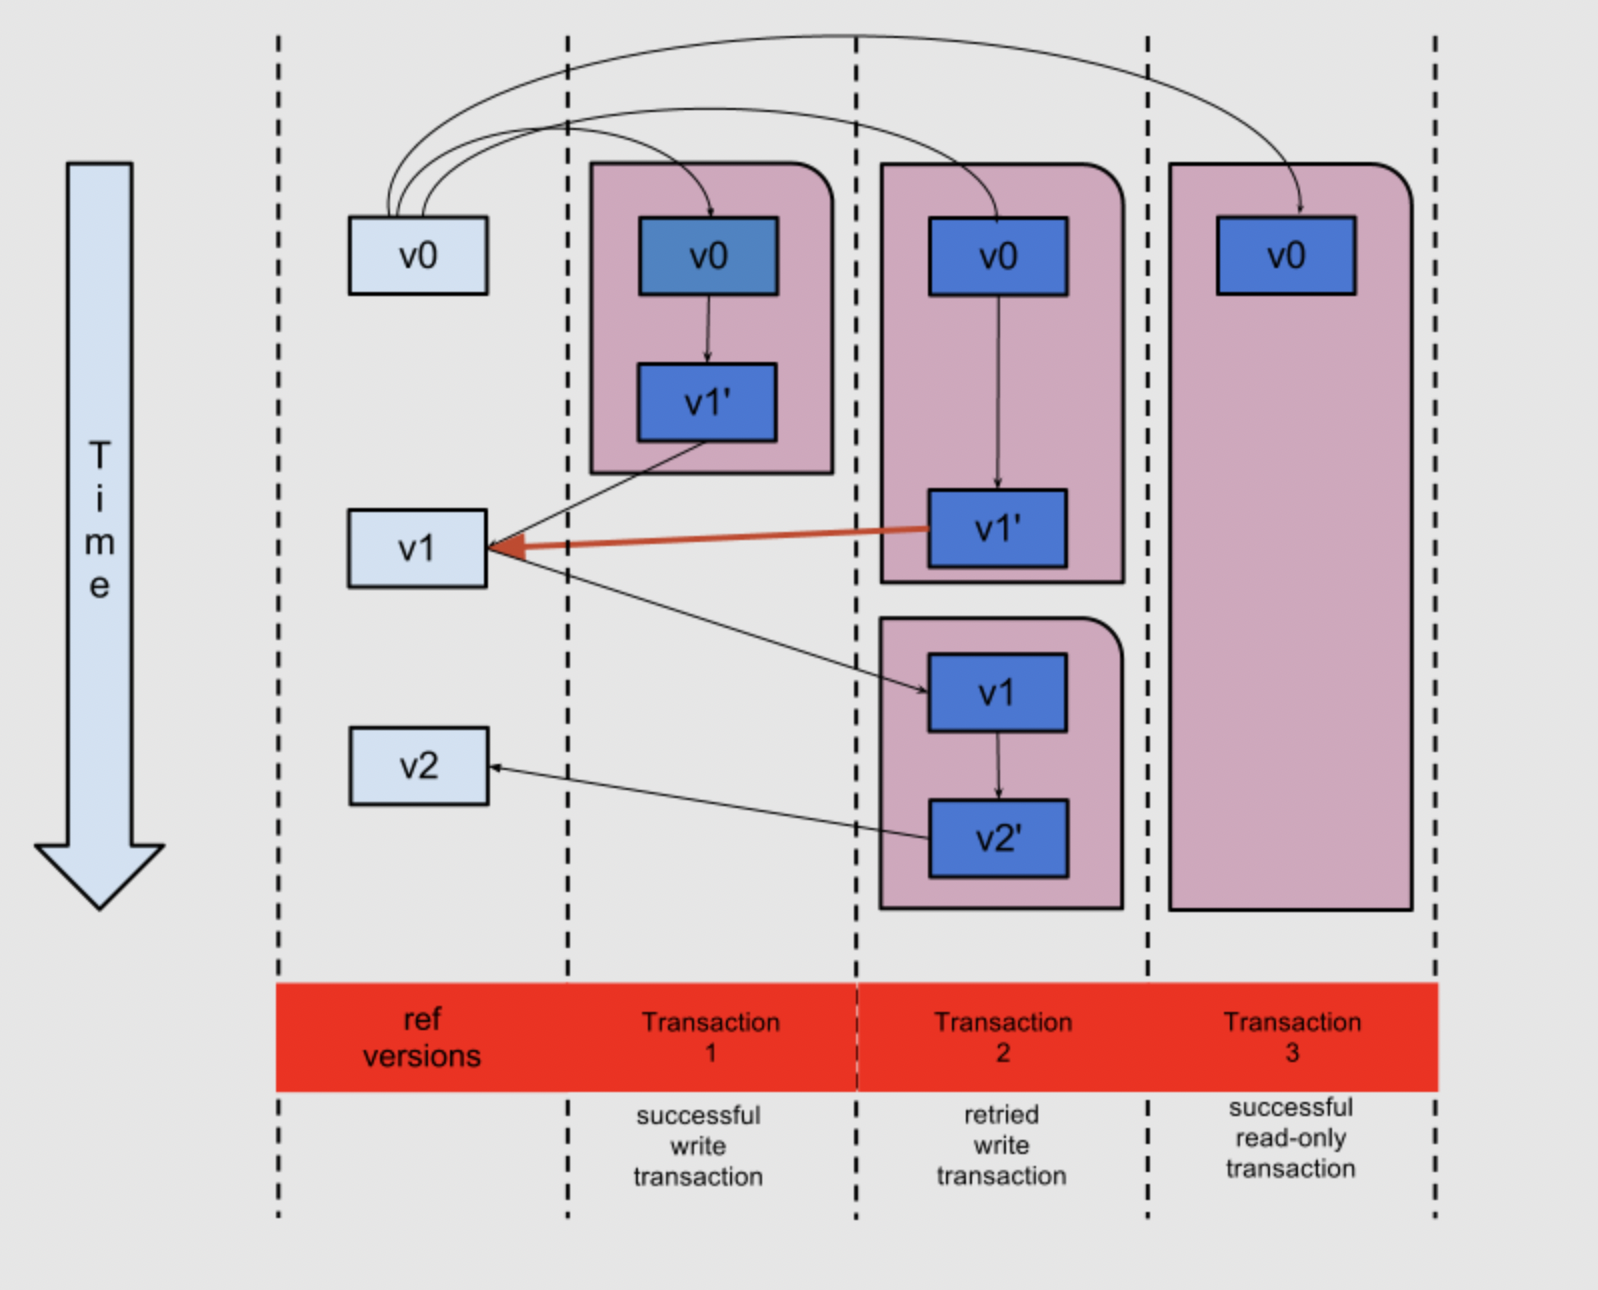 T
i
m
e
v0
v0
v0
v0
v1'
v1'
v1
v1
v2
v2'
ref
versions
Transaction
1
Transaction
2
Transaction
3
successful
write
transaction
retried
write
transaction
successful
read-only
transaction